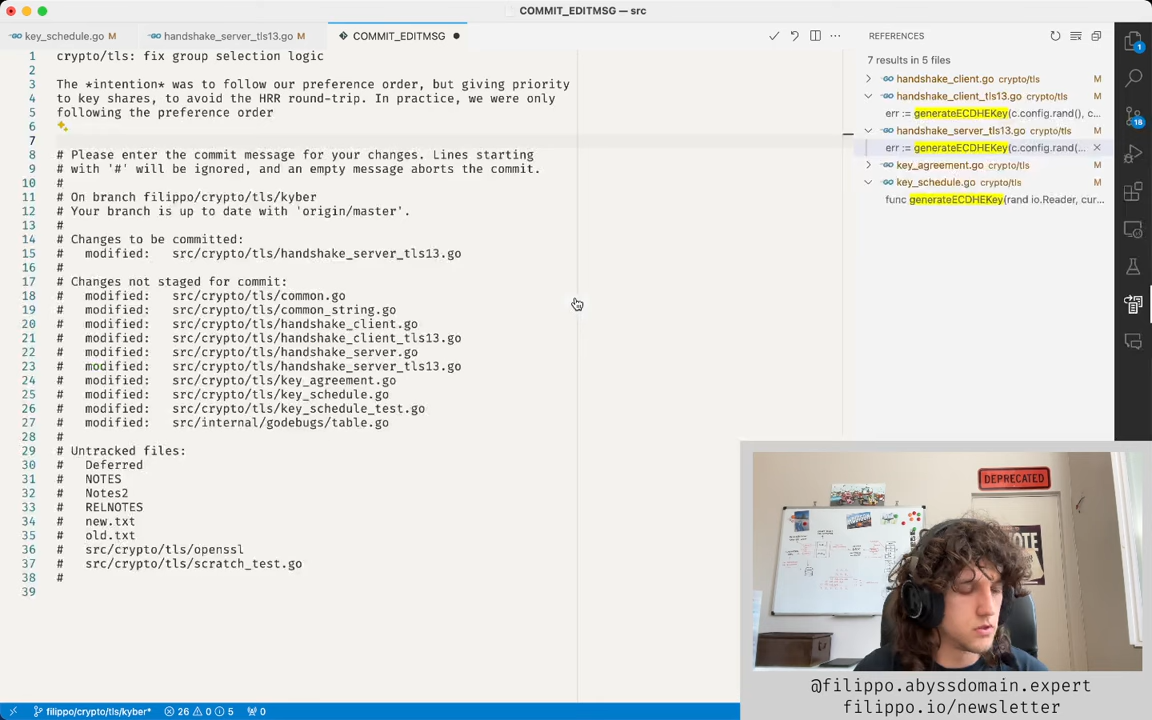 COMMIT_EDITMSG — src
key_schedule.go M
handshake_server_tls13.go M
COMMIT_EDITMSG
REFERENCES
7 results in 5 files
handshake_client.go crypto/tls M
handshake_client_tls13.go crypto/tls M
err := generateECDHEKey(c.config.rand(), c...
handshake_server_tls13.go crypto/tls M
err := generateECDHEKey(c.config.rand(...
key_agreement.go crypto/tls M
key_schedule.go crypto/tls M
func generateECDHEKey(rand io.Reader, cur...
1 crypto/tls: fix group selection logic
2
3 The *intention* was to follow our preference order, but giving priority
4 to key shares, to avoid the HRR round-trip. In practice, we were only
5 following the preference order
6
7
8 # Please enter the commit message for your changes. Lines starting
9 # with '#' will be ignored, and an empty message aborts the commit.
10 #
11 # On branch filippo/crypto/tls/kyber
12 # Your branch is up to date with 'origin/master'.
13 #
14 # Changes to be committed:
15 # modified: src/crypto/tls/handshake_server_tls13.go
16 #
17 # Changes not staged for commit:
18 # modified: src/crypto/tls/common.go
19 # modified: src/crypto/tls/common_string.go
20 # modified: src/crypto/tls/handshake_client.go
21 # modified: src/crypto/tls/handshake_client_tls13.go
22 # modified: src/crypto/tls/handshake_server.go
23 # modified: src/crypto/tls/handshake_server_tls13.go
24 # modified: src/crypto/tls/key_agreement.go
25 # modified: src/crypto/tls/key_schedule.go
26 # modified: src/crypto/tls/key_schedule_test.go
27 # modified: src/internal/godebugs/table.go
28 #
29 # Untracked files:
30 # Deferred
31 # NOTES
32 # Notes2
33 # RELNOTES
34 # new.txt
35 # old.txt
36 # src/crypto/tls/openssl
37 # src/crypto/tls/scratch_test.go
38 #
39
1
16
DEPRECATED
@filippo.abyssdomain.expert
filippo.io/newsletter
filippo/crypto/tls/kyber* 26 0 5 0